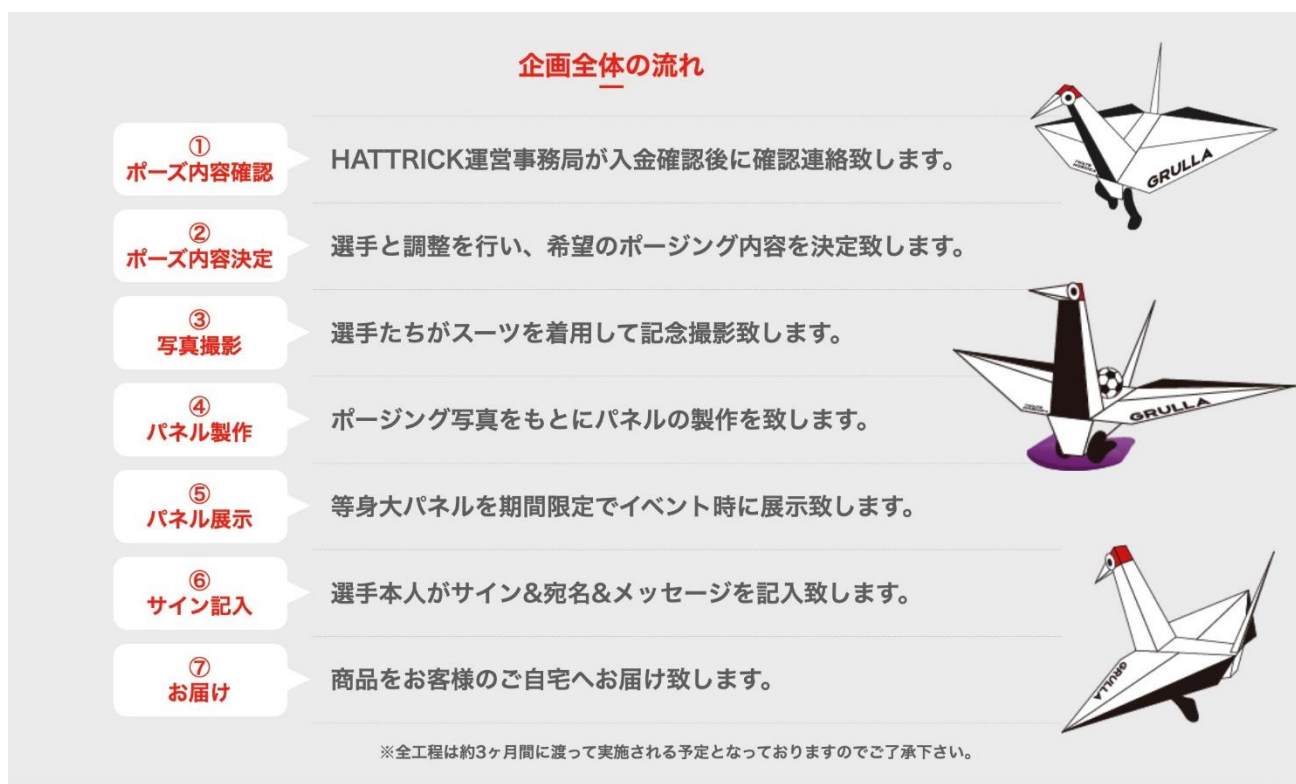 企画全体の流れ
①
ポーズ内容確認
HATTRICK運営事務局が入金確認後に確認連絡致します。
②
ポーズ内容決定
選手と調整を行い、希望のポージング内容を決定致します。
③
写真撮影
選手たちがスーツを着用して記念撮影致します。
④
パネル製作
ポージング写真をもとにパネルの製作を致します。
⑤
パネル展示
等身大パネルを期間限定でイベント時に展示致します。
⑥
サイン記入
選手本人がサイン&宛名&メッセージを記入致します。
⑦
お届け
商品をお客様のご自宅へお届け致します。
※全工程は約3ヶ月間に渡って実施される予定となっておりますのでご了承下さい。
GRULLA
GRULLA
GRULLA